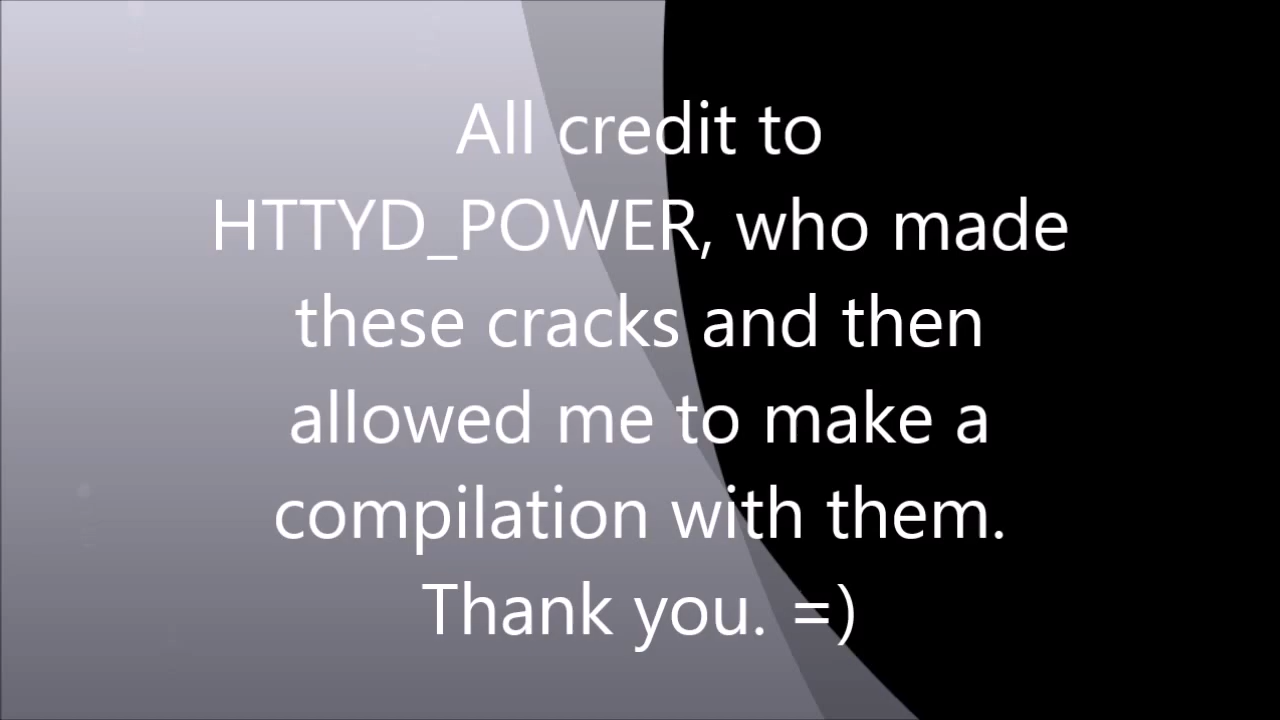 All credit to
HTTYD_POWER, who made
these cracks and then
allowed me to make a
compilation with them.
Thank you. =)